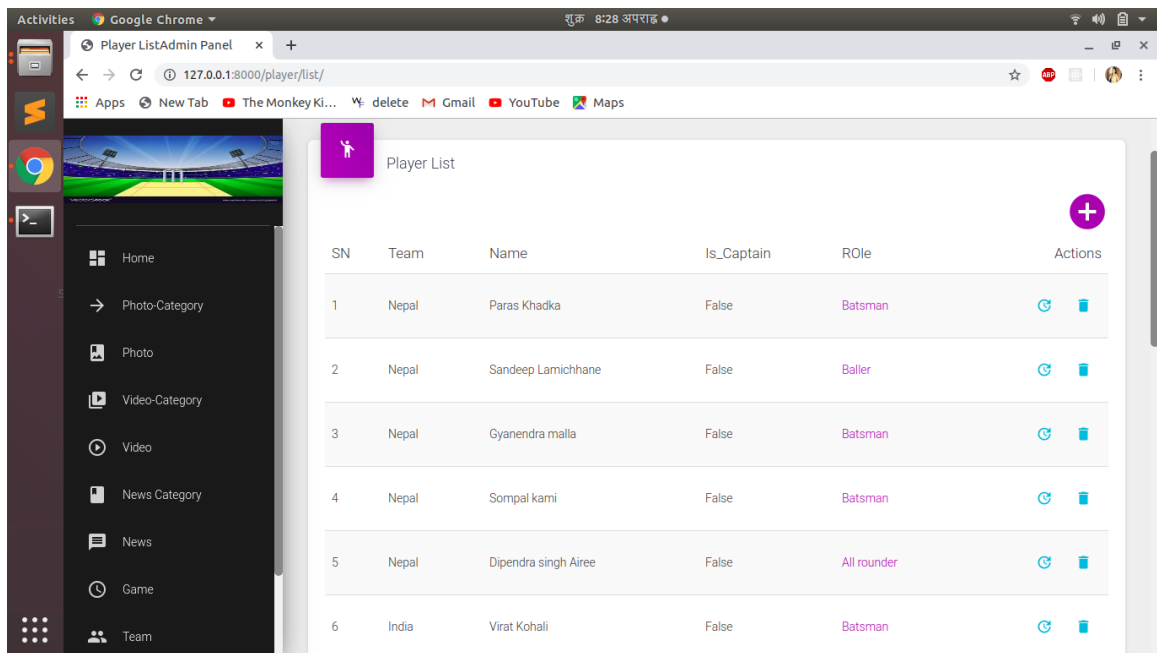 Activities Google Chrome शुक्र 8:28 अपराह्न
Player ListAdmin Panel
127.0.0.1:8000/player/list/
ABP
Apps New Tab The Monkey Ki... delete Gmail YouTube Maps
Player List
SN Team Name Is_Captain ROle Actions
Home
1 Nepal Paras Khadka False Batsman
Photo-Category
Photo
2 Nepal Sandeep Lamichhane False Baller
Video-Category
3 Nepal Gyanendra malla False Batsman
Video
News Category
4 Nepal Sompal kami False Batsman
News
5 Nepal Dipendra singh Airee False All rounder
Game
6 India Virat Kohali False Batsman
Team